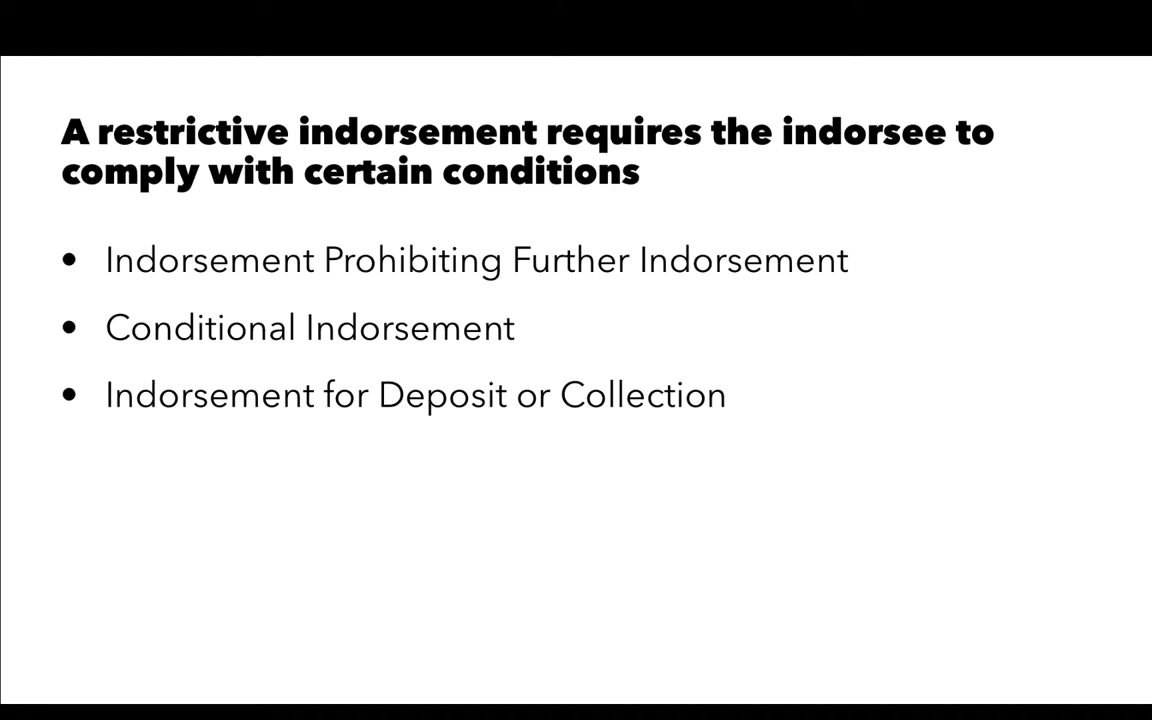 A restrictive indorsement requires the indorsee to
comply with certain conditions
• Indorsement Prohibiting Further Indorsement
• Conditional Indorsement
• Indorsement for Deposit or Collection